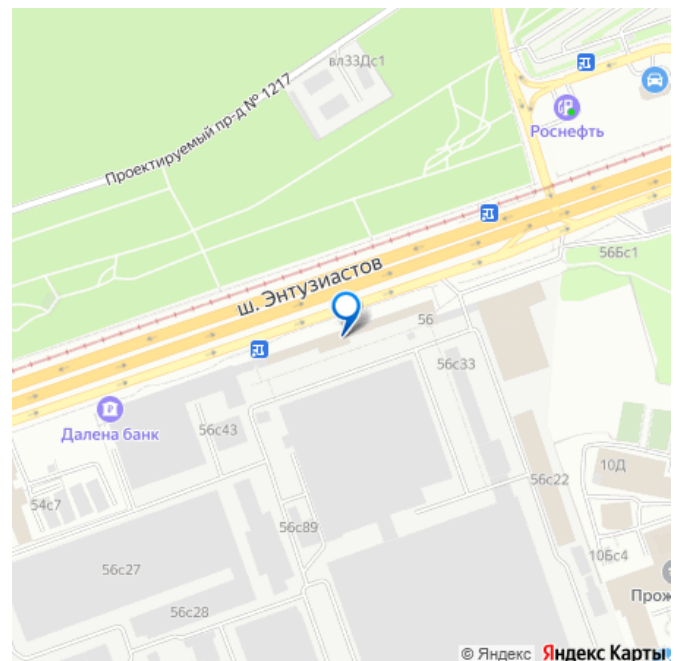 вл33Дс1
Проектируемый пр-д № 1217
Роснефть
56Бс1
ш. Энтузиастов
56
56с33
Далена банк
56с43
10Д
56с22
54с7
56с89
10Бс4
56с27
Прож
56с28
© Яндекс Яндекс Карты